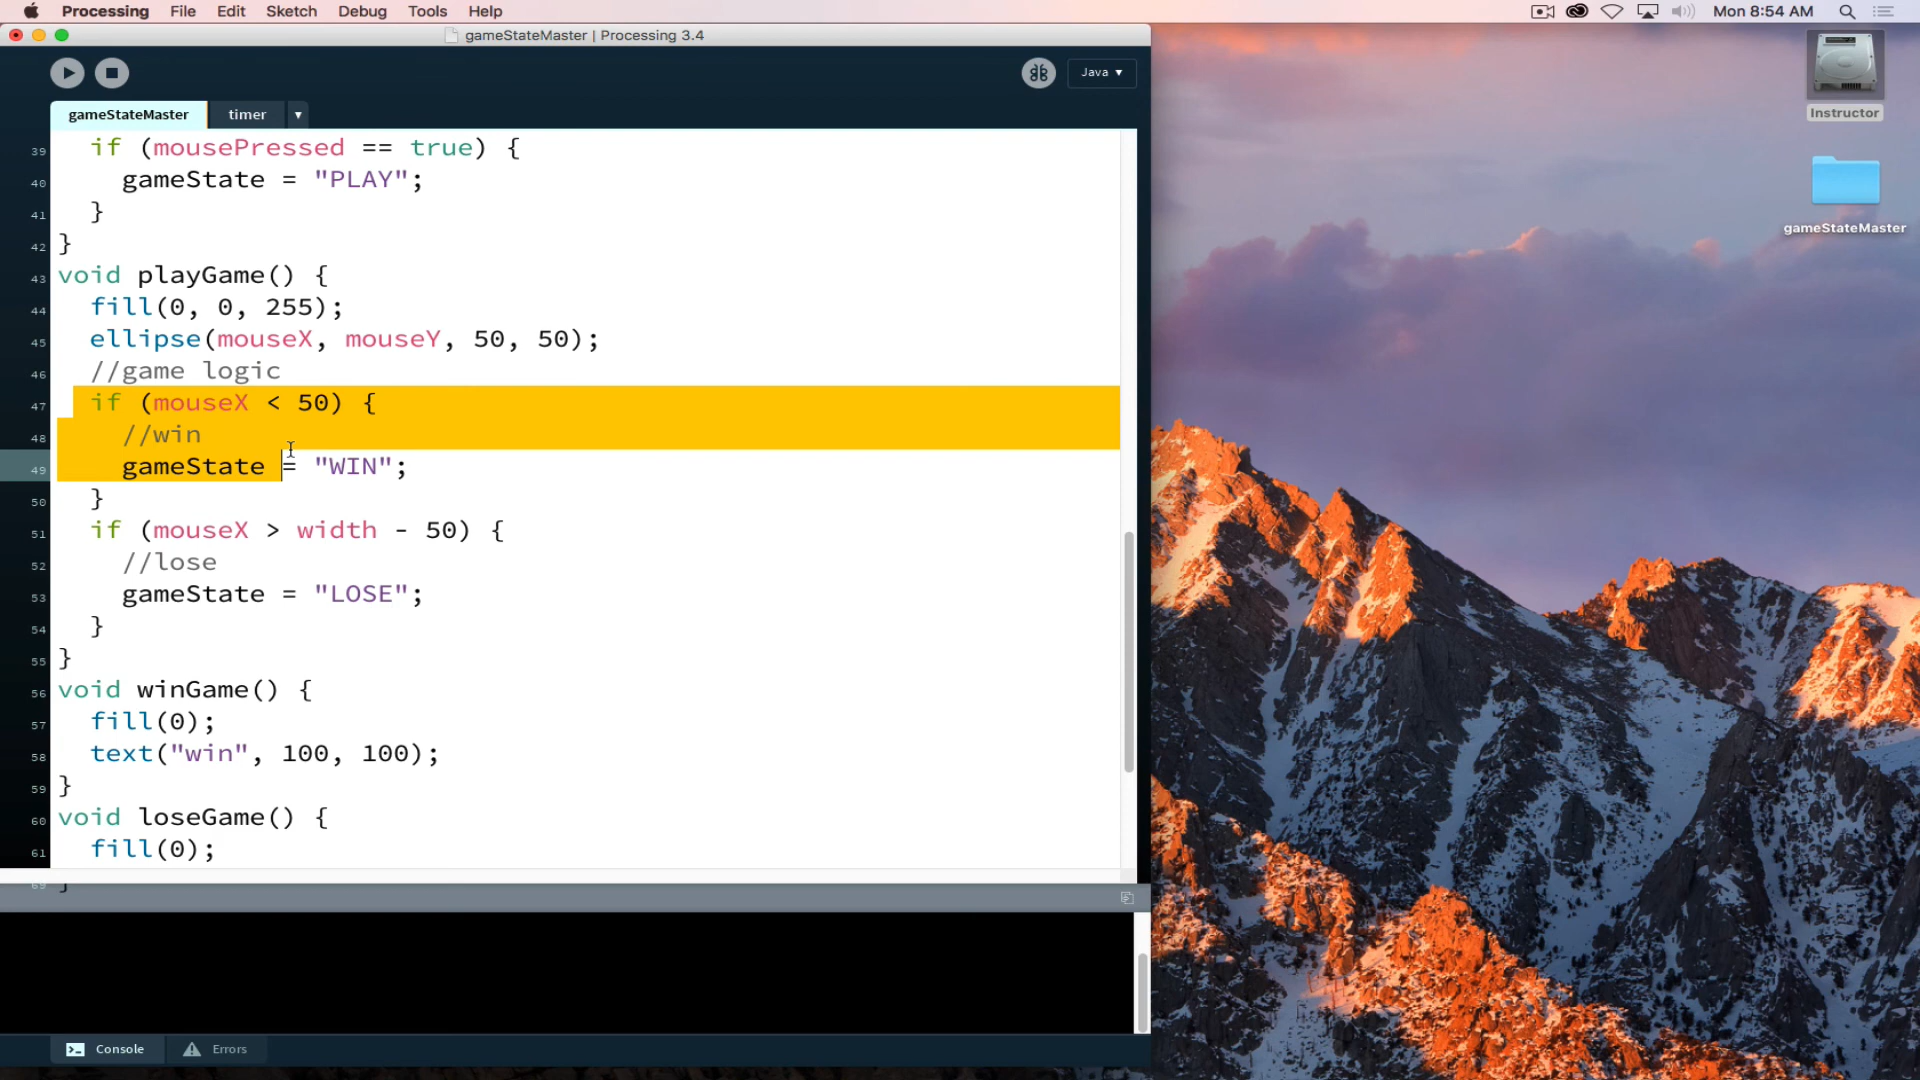 Processing File Edit Sketch Debug Tools Help Mon 8:54 AM
gameStateMaster | Processing 3.4
Java ▼
gameStateMaster timer ▼
39 if (mousePressed == true) {
40 gameState = "PLAY";
41 }
42 }
43 void playGame() {
44 fill(0, 0, 255);
45 ellipse(mouseX, mouseY, 50, 50);
46 //game logic
47 if (mouseX < 50) {
48 //win
49 gameState = "WIN";
50 }
51 if (mouseX > width - 50) {
52 //lose
53 gameState = "LOSE";
54 }
55 }
56 void winGame() {
57 fill(0);
58 text("win", 100, 100);
59 }
60 void loseGame() {
61 fill(0);
Console Errors
Instructor
gameStateMaster